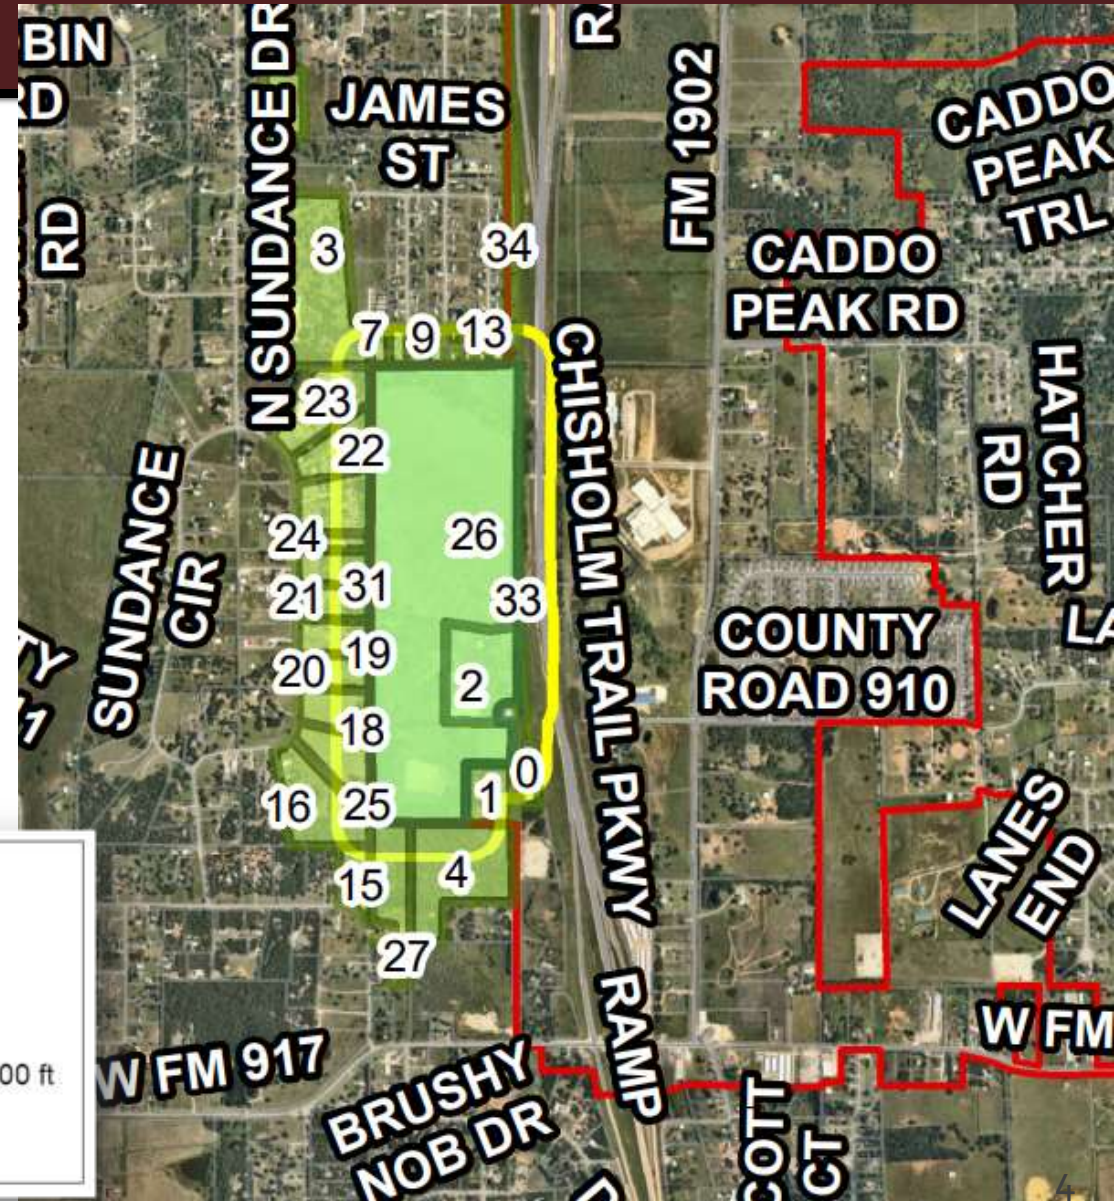 BIN
RD
RD
N SUNDANCE DR
JAMES
ST
FM 1902
CADDO
PEAK
TRL
CADDO
PEAK RD
HATCHER
RD
3
34
7
9
13
23
22
24
26
21
31
33
19
20
2
18
0
1
16
25
15
4
27
SUNDANCE
CIR
CHISHOLM TRAIL PKWY
COUNTY
ROAD 910
LANES
END
RAMP
W FM 917
W FM
BRUSHY
NOB DR
COTT
CT
00 ft
4